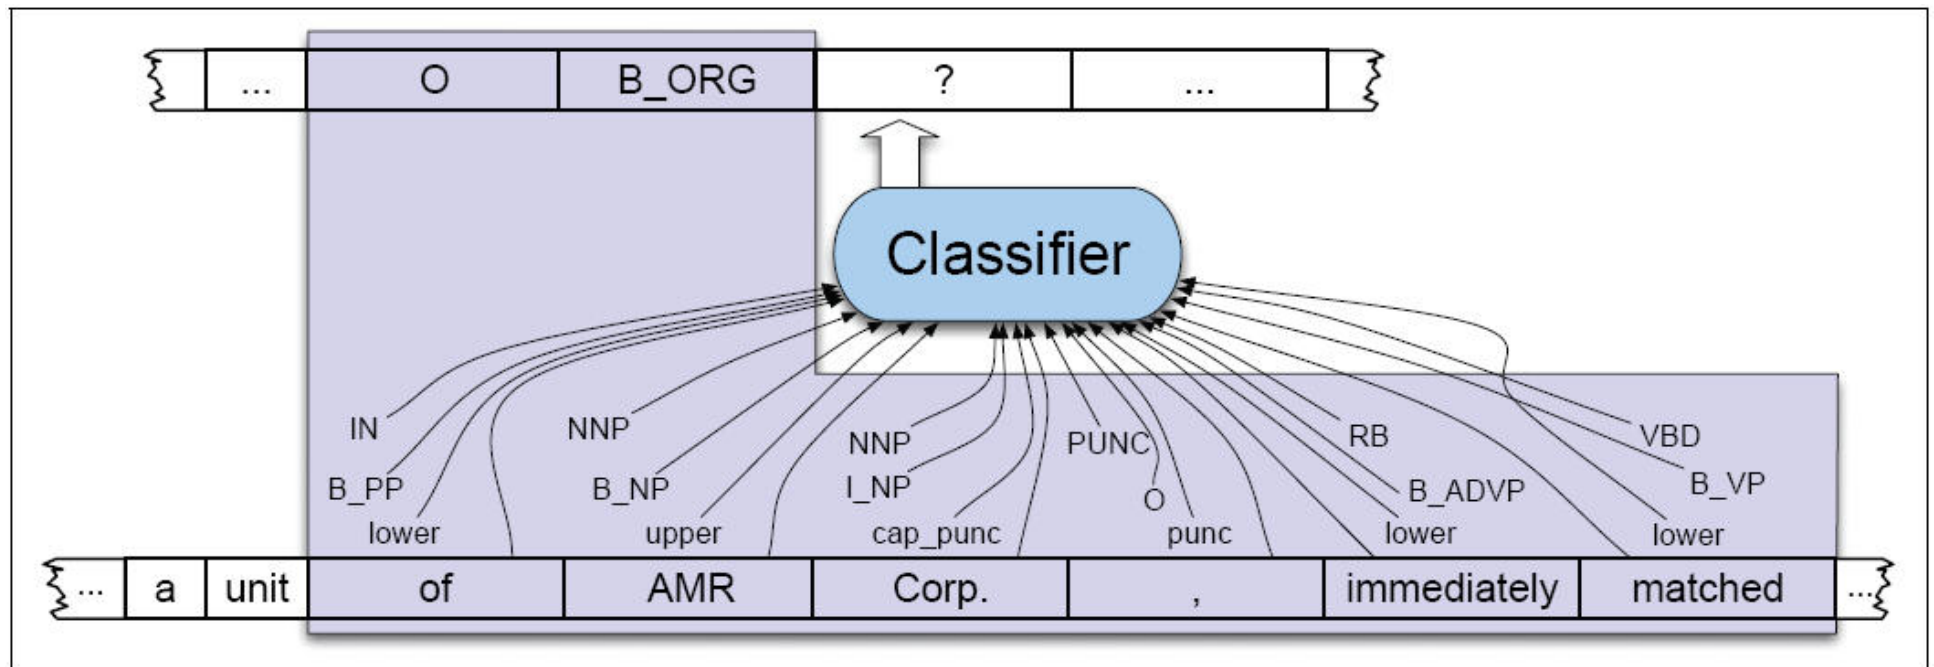 ... O B_ORG ? ...
Classifier
IN NNP NNP PUNC RB VBD
B_PP B_NP I_NP O B_ADVP B_VP
lower upper cap_punc punc lower lower
... a unit of AMR Corp. , immediately matched ...